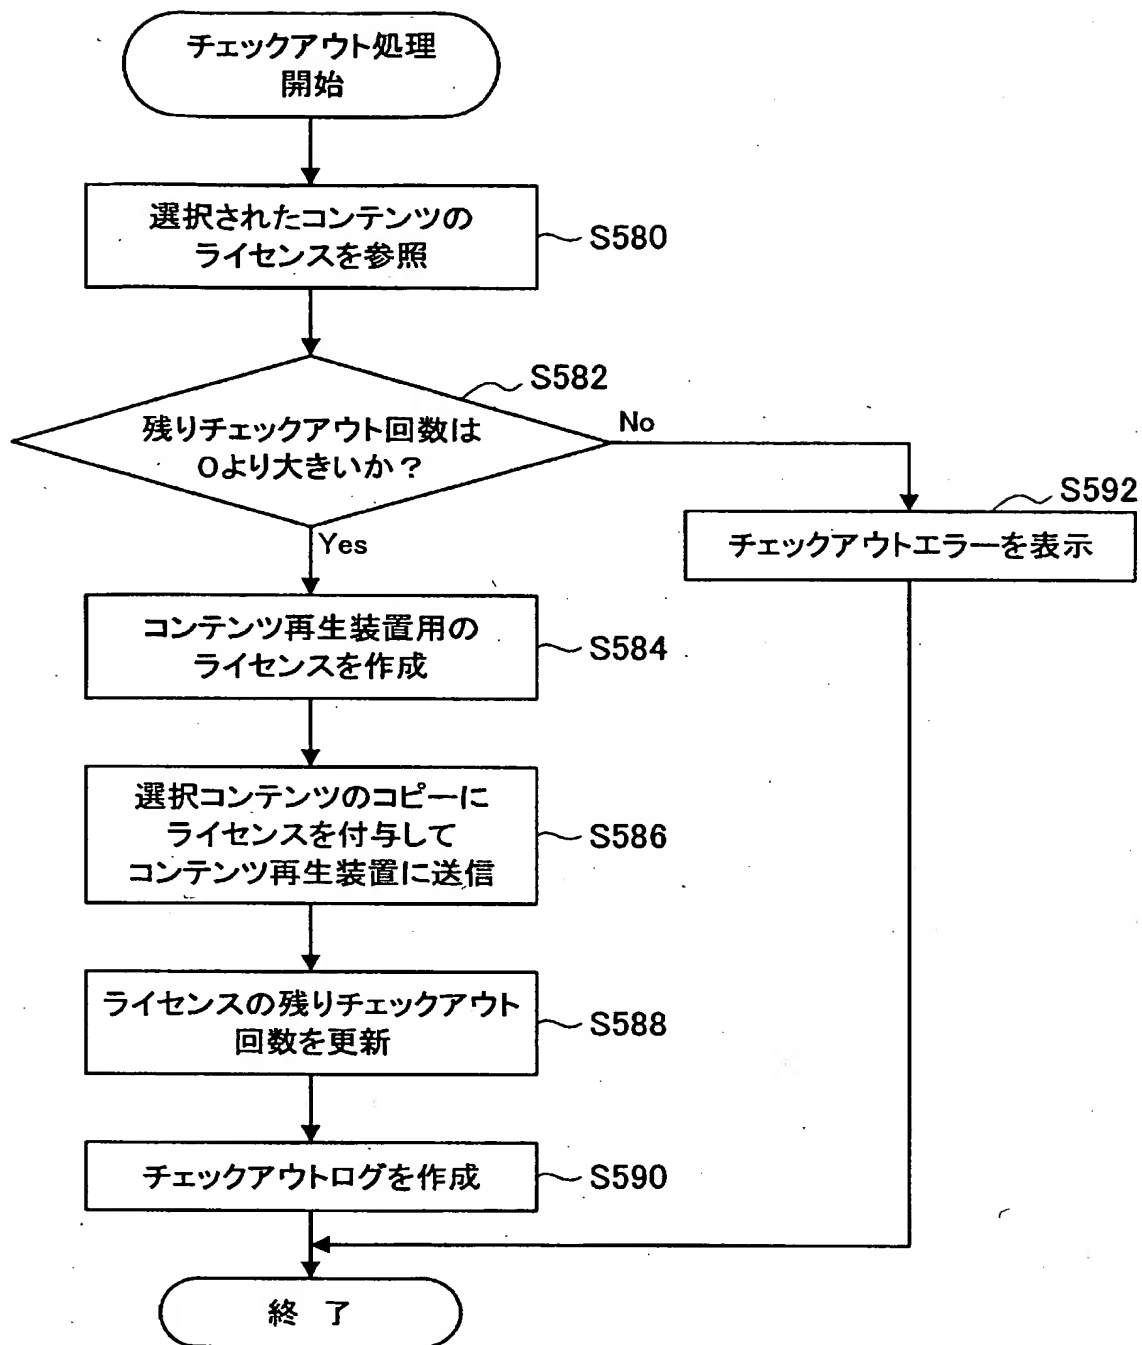 チェックアウト処理
開始
選択されたコンテンツの
ライセンスを参照
S580
S582
残りチェックアウト回数は
0より大きいか？
No
Yes
S592
チェックアウトエラーを表示
コンテンツ再生装置用の
ライセンスを作成
S584
選択コンテンツのコピーに
ライセンスを付与して
コンテンツ再生装置に送信
S586
ライセンスの残りチェックアウト
回数を更新
S588
チェックアウトログを作成
S590
終 了